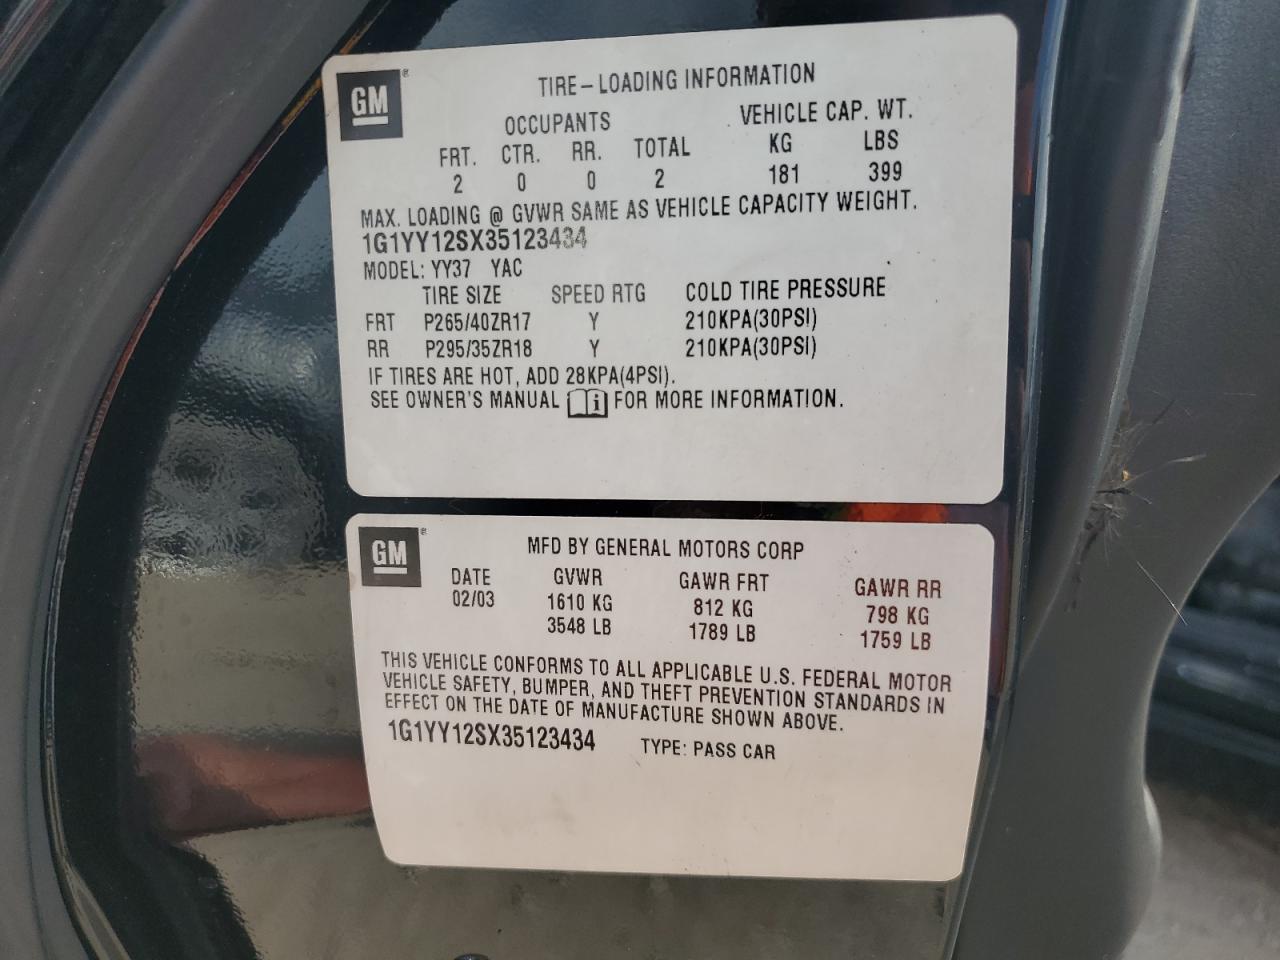 GM
TIRE-LOADING INFORMATION
OCCUPANTS VEHICLE CAP. WT.
FRT. CTR. RR. TOTAL KG LBS
2 0 0 2 181 399
MAX. LOADING @ GVWR SAME AS VEHICLE CAPACITY WEIGHT.
1G1YY12SX35123434
MODEL: YY37 YAC
TIRE SIZE SPEED RTG COLD TIRE PRESSURE
FRT P265/40ZR17 Y 210KPA(30PSI)
RR P295/35ZR18 Y 210KPA(30PSI)
IF TIRES ARE HOT, ADD 28KPA(4PSI).
SEE OWNER'S MANUAL i FOR MORE INFORMATION.
GM
MFD BY GENERAL MOTORS CORP
DATE GVWR GAWR FRT GAWR RR
02/03 1610 KG 812 KG 798 KG
3548 LB 1789 LB 1759 LB
THIS VEHICLE CONFORMS TO ALL APPLICABLE U.S. FEDERAL MOTOR
VEHICLE SAFETY, BUMPER, AND THEFT PREVENTION STANDARDS IN
EFFECT ON THE DATE OF MANUFACTURE SHOWN ABOVE.
1G1YY12SX35123434 TYPE: PASS CAR